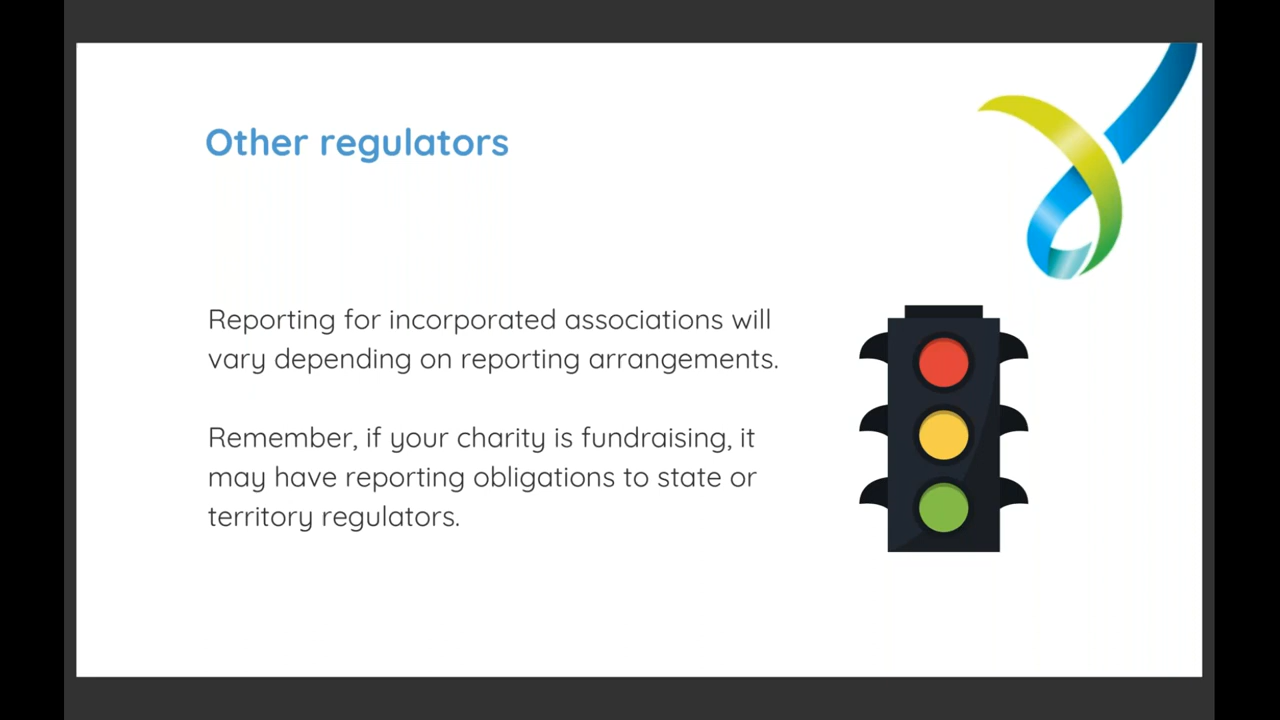 Other regulators
Reporting for incorporated associations will
vary depending on reporting arrangements.
Remember, if your charity is fundraising, it
may have reporting obligations to state or
territory regulators.